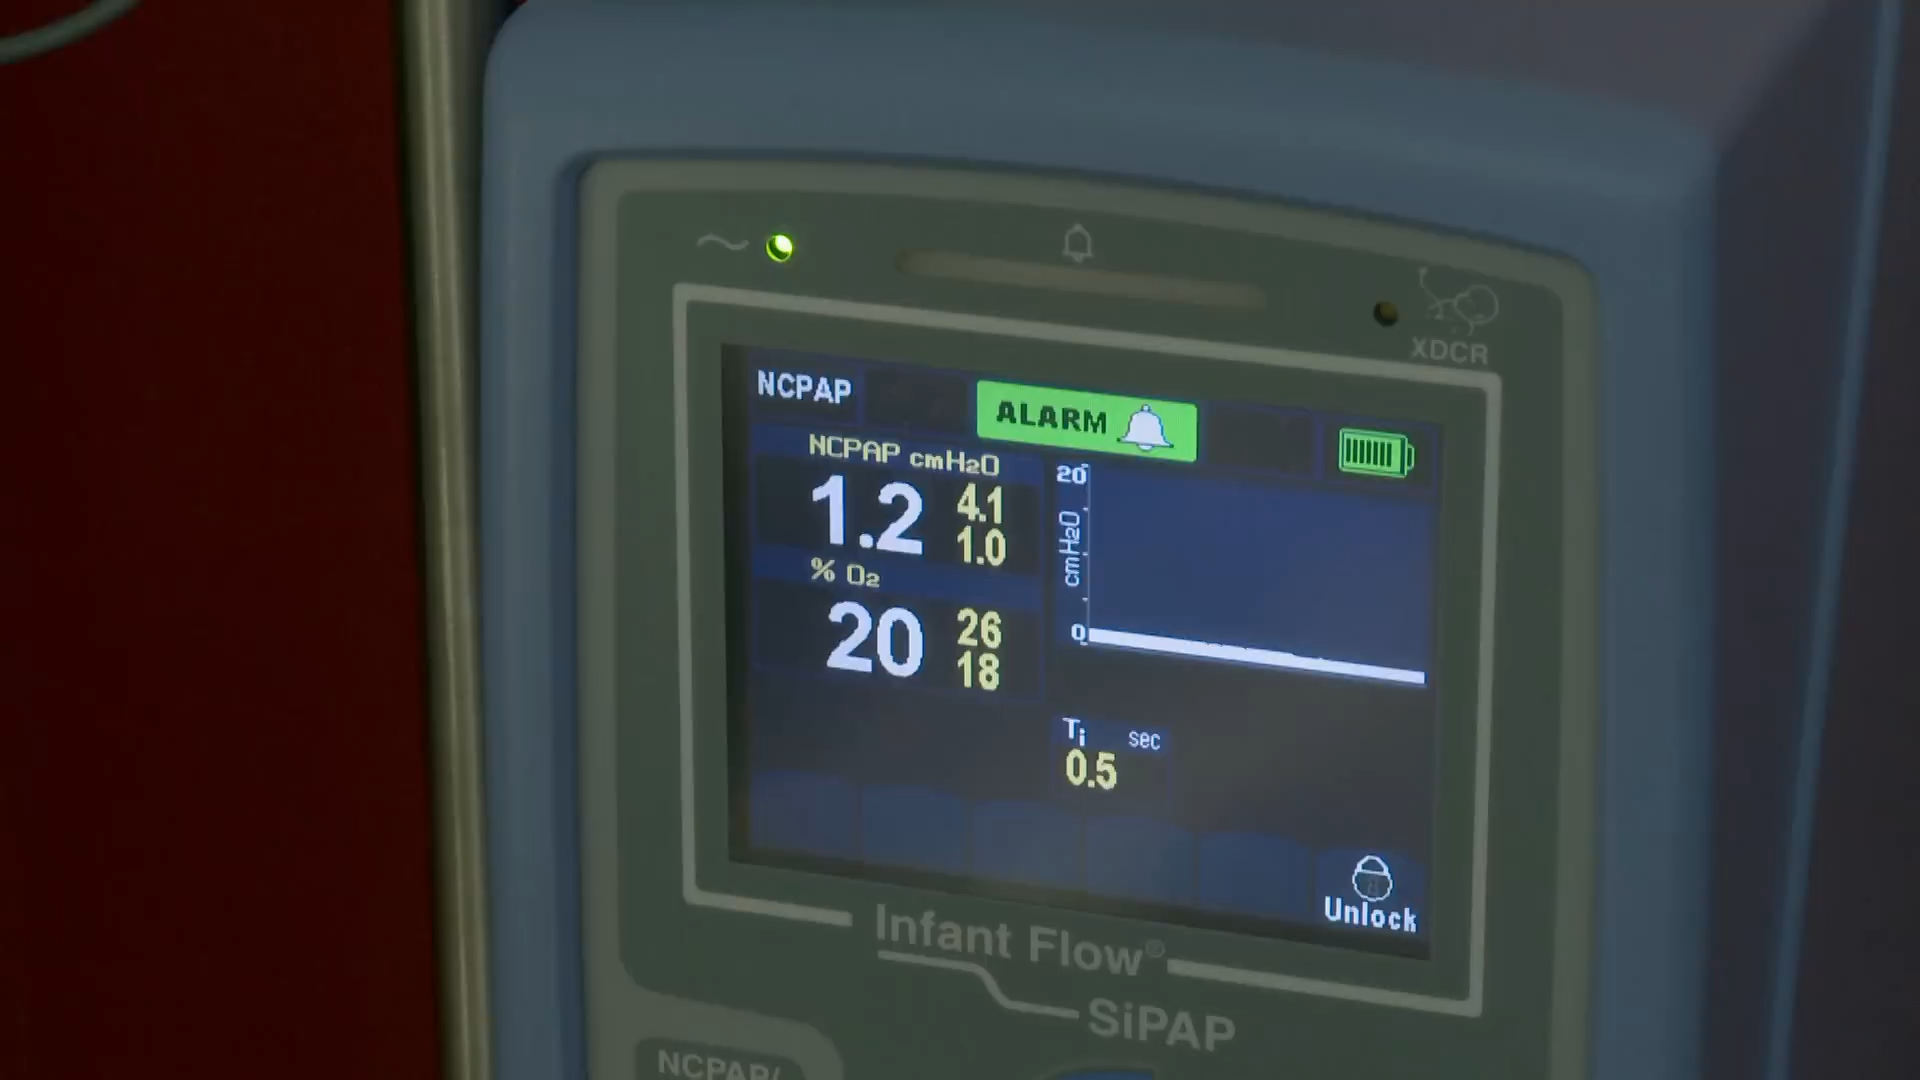 XDCR
NCPAP
ALARM
NCPAP cmH2O
1.2
4.1
1.0
% O2
20
26
18
20
cmH2O
0
Ti sec
0.5
Unlock
Infant Flow®
SiPAP
NCPAP/